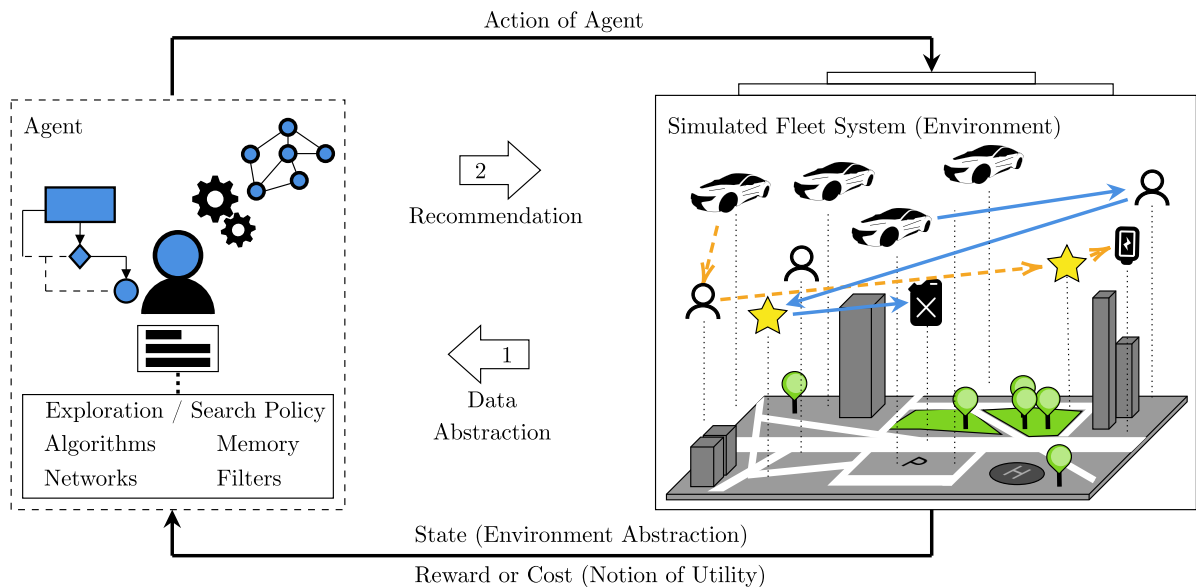 Action of Agent
Agent
Simulated Fleet System (Environment)
2
Recommendation
1
Data
Abstraction
Exploration / Search Policy
Algorithms Memory
Networks Filters
P
H
State (Environment Abstraction)
Reward or Cost (Notion of Utility)